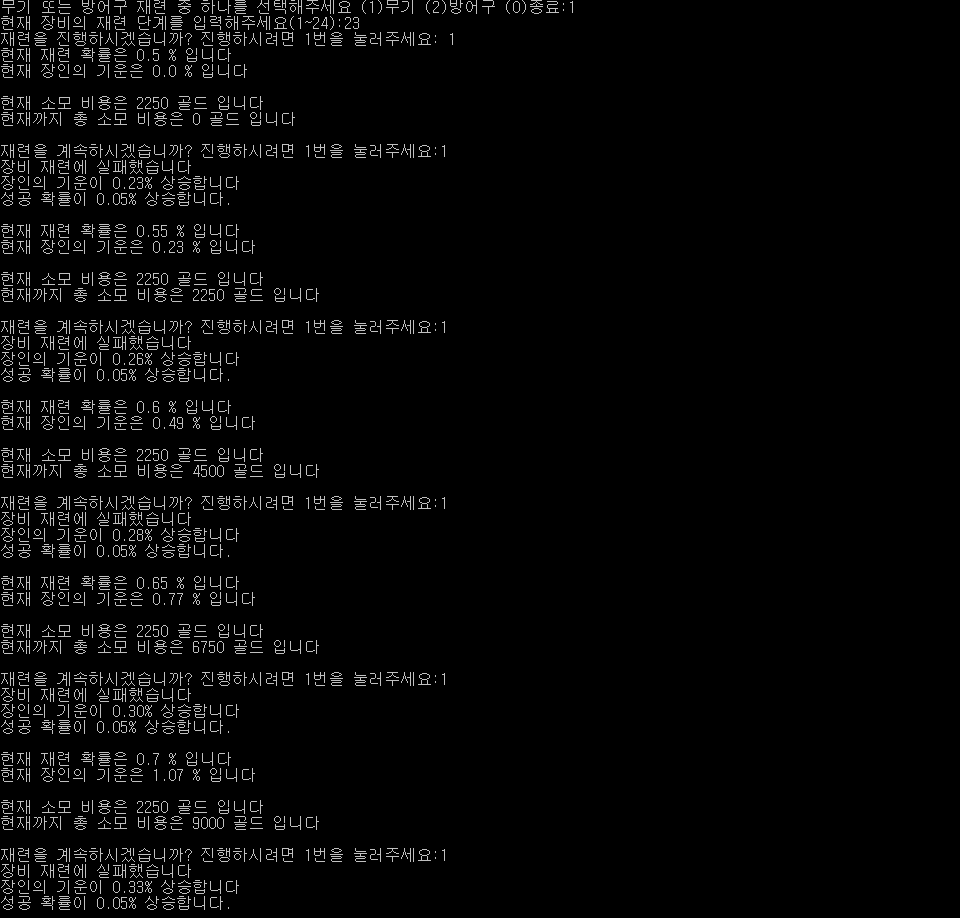 무기 또는 방어구 재련 중 하나를 선택해주세요 (1)무기 (2)방어구 (0)종료:1
현재 장비의 재련 단계를 입력해주세요(1~24):23
재련을 진행하시겠습니까? 진행하시려면 1번을 눌러주세요: 1
현재 재련 확률은 0.5 % 입니다
현재 장인의 기운은 0.0 % 입니다
현재 소모 비용은 2250 골드 입니다
현재까지 총 소모 비용은 0 골드 입니다
재련을 계속하시겠습니까? 진행하시려면 1번을 눌러주세요:1
장비 재련에 실패했습니다
장인의 기운이 0.23% 상승합니다
성공 확률이 0.05% 상승합니다.
현재 재련 확률은 0.55 % 입니다
현재 장인의 기운은 0.23 % 입니다
현재 소모 비용은 2250 골드 입니다
현재까지 총 소모 비용은 2250 골드 입니다
재련을 계속하시겠습니까? 진행하시려면 1번을 눌러주세요:1
장비 재련에 실패했습니다
장인의 기운이 0.26% 상승합니다
성공 확률이 0.05% 상승합니다.
현재 재련 확률은 0.6 % 입니다
현재 장인의 기운은 0.49 % 입니다
현재 소모 비용은 2250 골드 입니다
현재까지 총 소모 비용은 4500 골드 입니다
재련을 계속하시겠습니까? 진행하시려면 1번을 눌러주세요:1
장비 재련에 실패했습니다
장인의 기운이 0.28% 상승합니다
성공 확률이 0.05% 상승합니다.
현재 재련 확률은 0.65 % 입니다
현재 장인의 기운은 0.77 % 입니다
현재 소모 비용은 2250 골드 입니다
현재까지 총 소모 비용은 6750 골드 입니다
재련을 계속하시겠습니까? 진행하시려면 1번을 눌러주세요:1
장비 재련에 실패했습니다
장인의 기운이 0.30% 상승합니다
성공 확률이 0.05% 상승합니다.
현재 재련 확률은 0.7 % 입니다
현재 장인의 기운은 1.07 % 입니다
현재 소모 비용은 2250 골드 입니다
현재까지 총 소모 비용은 9000 골드 입니다
재련을 계속하시겠습니까? 진행하시려면 1번을 눌러주세요:1
장비 재련에 실패했습니다
장인의 기운이 0.33% 상승합니다
성공 확률이 0.05% 상승합니다.